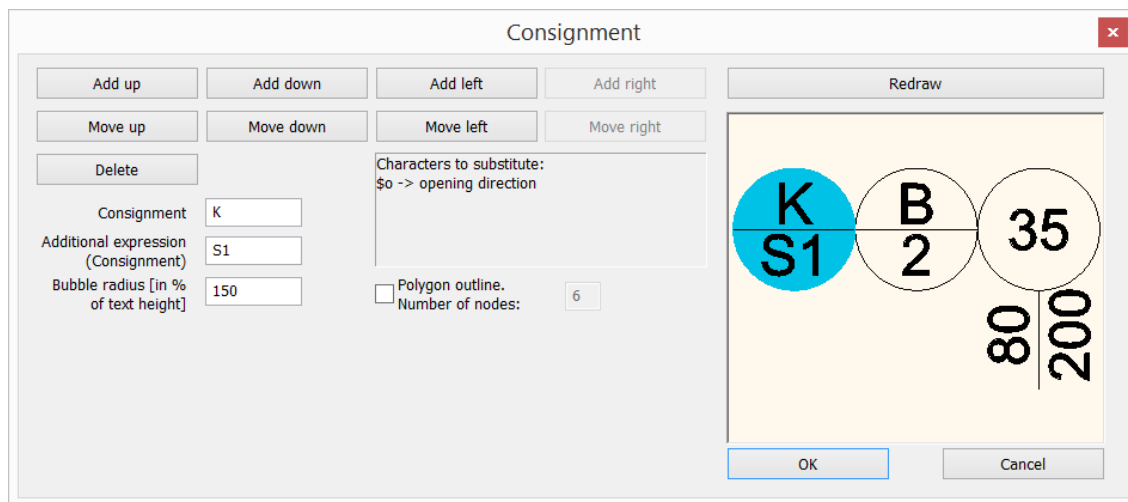 Consignment
Add up
Add down
Add left
Add right
Redraw
Move up
Move down
Move left
Move right
Delete
Characters to substitute:
$o -> opening direction
Consignment
K
Additional expression
(Consignment)
S1
Bubble radius [in %
of text height]
150
Polygon outline.
Number of nodes:
6
K
S1
B
2
35
80
200
OK
Cancel